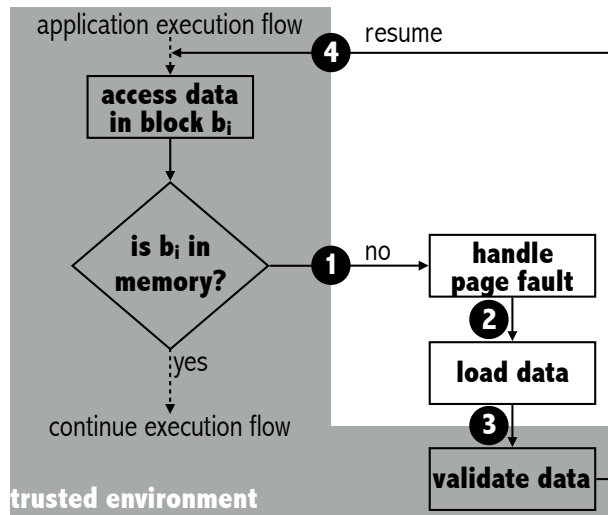 application execution flow
4 resume
access data
in block bi
is bi in
memory?
1 no
handle
page fault
2
load data
yes
3
continue execution flow
validate data
trusted environment